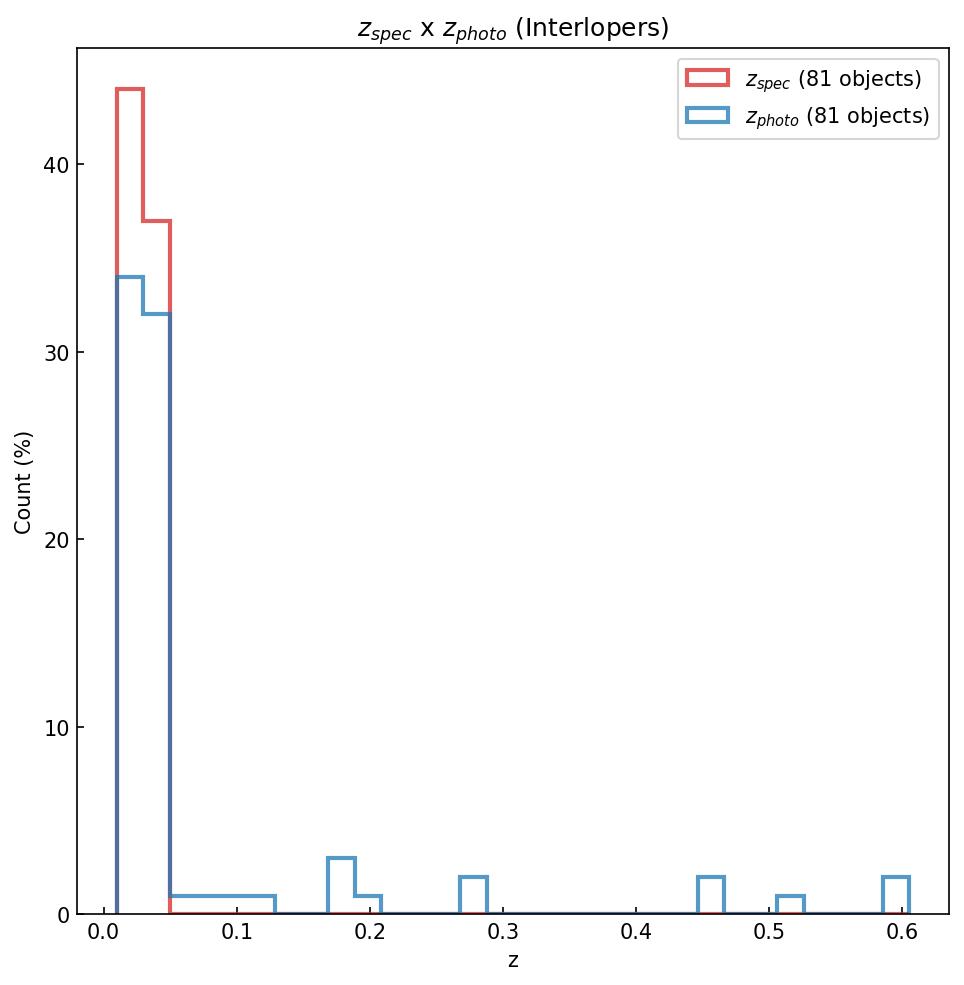 z_spec x z_photo (Interlopers)
z_spec (81 objects)
z_photo (81 objects)
Count (%)
40
30
20
10
0
0.0 0.1 0.2 0.3 0.4 0.5 0.6
z